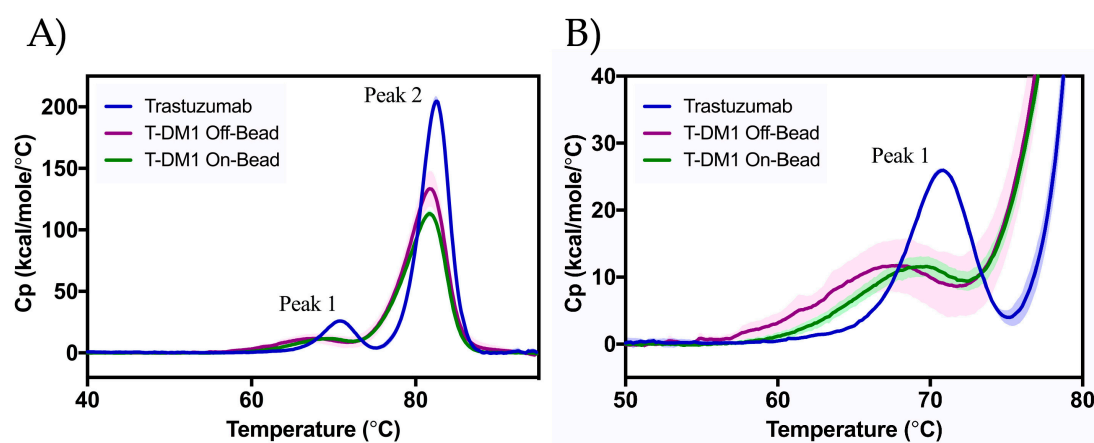 A)
Cp (kcal/mole/°C)
200
150
100
50
0
Trastuzumab
T-DM1 Off-Bead
T-DM1 On-Bead
Peak 2
Peak 1
40
60
80
Temperature (°C)
B)
Cp (kcal/mole/°C)
40
30
20
10
0
Trastuzumab
T-DM1 Off-Bead
T-DM1 On-Bead
Peak 1
50
60
70
80
Temperature (°C)